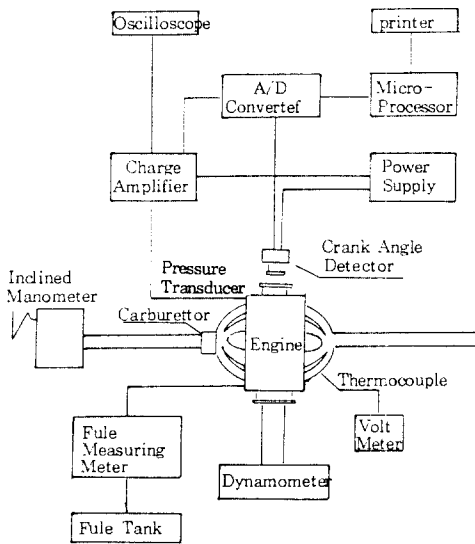 Oscilloscope
printer
A/D
Convertef
Micro-
Processor
Charge
Amplifier
Power
Supply
Crank Angle
Detector
Pressure
Transducer
Inclined
Manometer
Carburettor
Engine
Thermocouple
Fule
Measuring
Meter
Volt
Meter
Dynamometer
Fule Tank